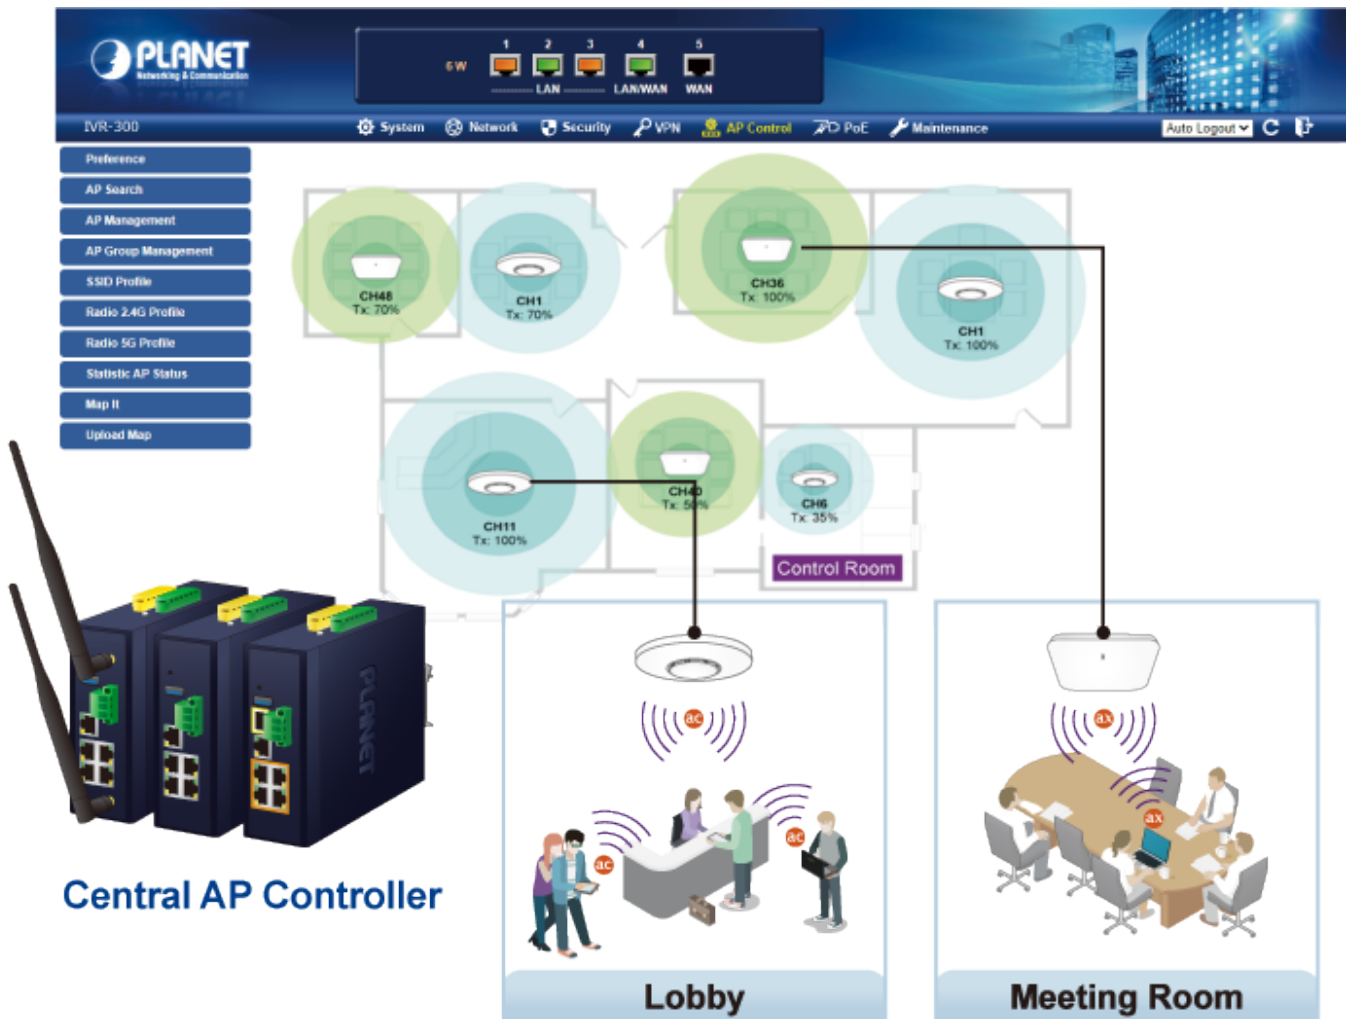 PLANET
Networking & Communication
6 W
1 2 3 4 5
LAN LAN/WAN WAN
IVR-300
System Network Security VPN AP Control PoE Maintenance
Auto Logout
Preference
AP Search
AP Management
AP Group Management
SSID Profile
Radio 2.4G Profile
Radio 5G Profile
Statistic AP Status
Map It
Upload Map
CH48
Tx: 70%
CH1
Tx: 70%
CH36
Tx: 100%
CH1
Tx: 100%
CH11
Tx: 100%
CH40
Tx: 50%
CH6
Tx: 35%
Control Room
PLANET
Central AP Controller
ac
ac
ac
Lobby
ax
ax
Meeting Room